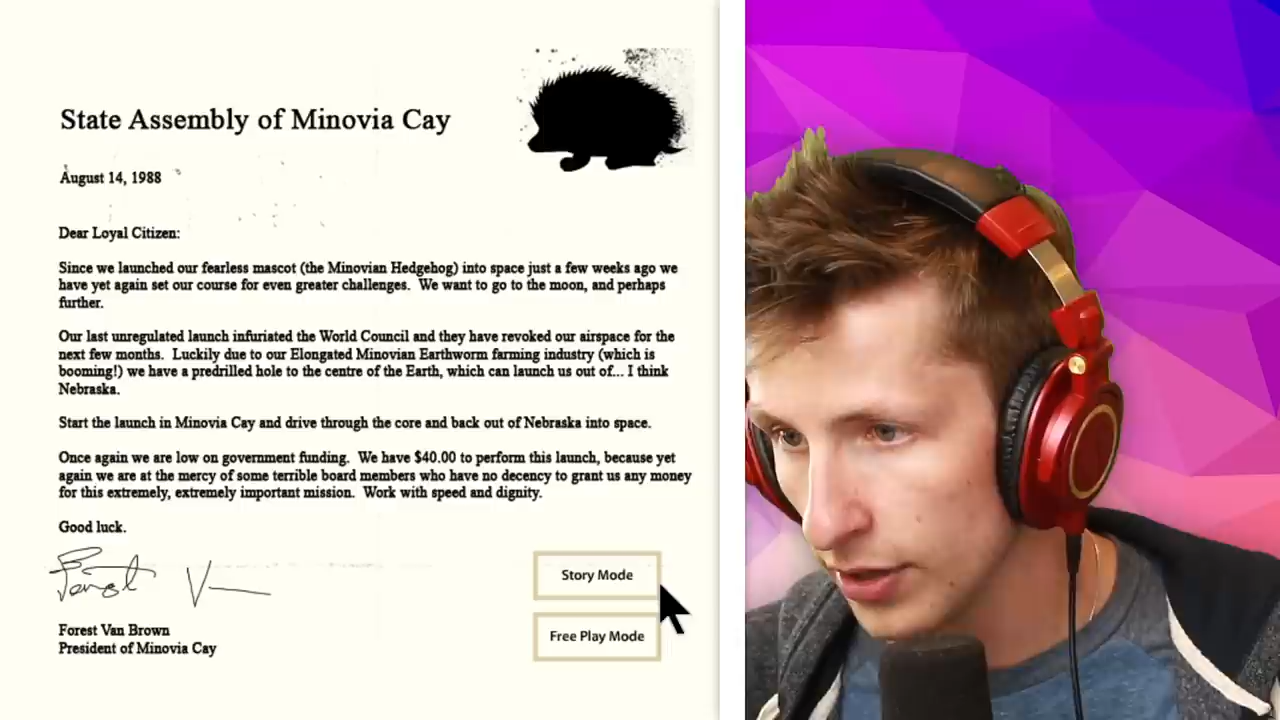 State Assembly of Minovia Cay
August 14, 1988
Dear Loyal Citizen:
Since we launched our fearless mascot (the Minovian Hedgehog) into space just a few weeks ago we
have yet again set our course for even greater challenges.  We want to go to the moon, and perhaps
further.
Our last unregulated launch infuriated the World Council and they have revoked our airspace for the
next few months.  Luckily due to our Elongated Minovian Earthworm farming industry (which is
booming!) we have a predrilled hole to the centre of the Earth, which can launch us out of... I think
Nebraska.
Start the launch in Minovia Cay and drive through the core and back out of Nebraska into space.
Once again we are low on government funding.  We have $40.00 to perform this launch, because yet
again we are at the mercy of some terrible board members who have no decency to grant us any money
for this extremely, extremely important mission.  Work with speed and dignity.
Good luck.
Forest V
Forest Van Brown
President of Minovia Cay
Story Mode
Free Play Mode